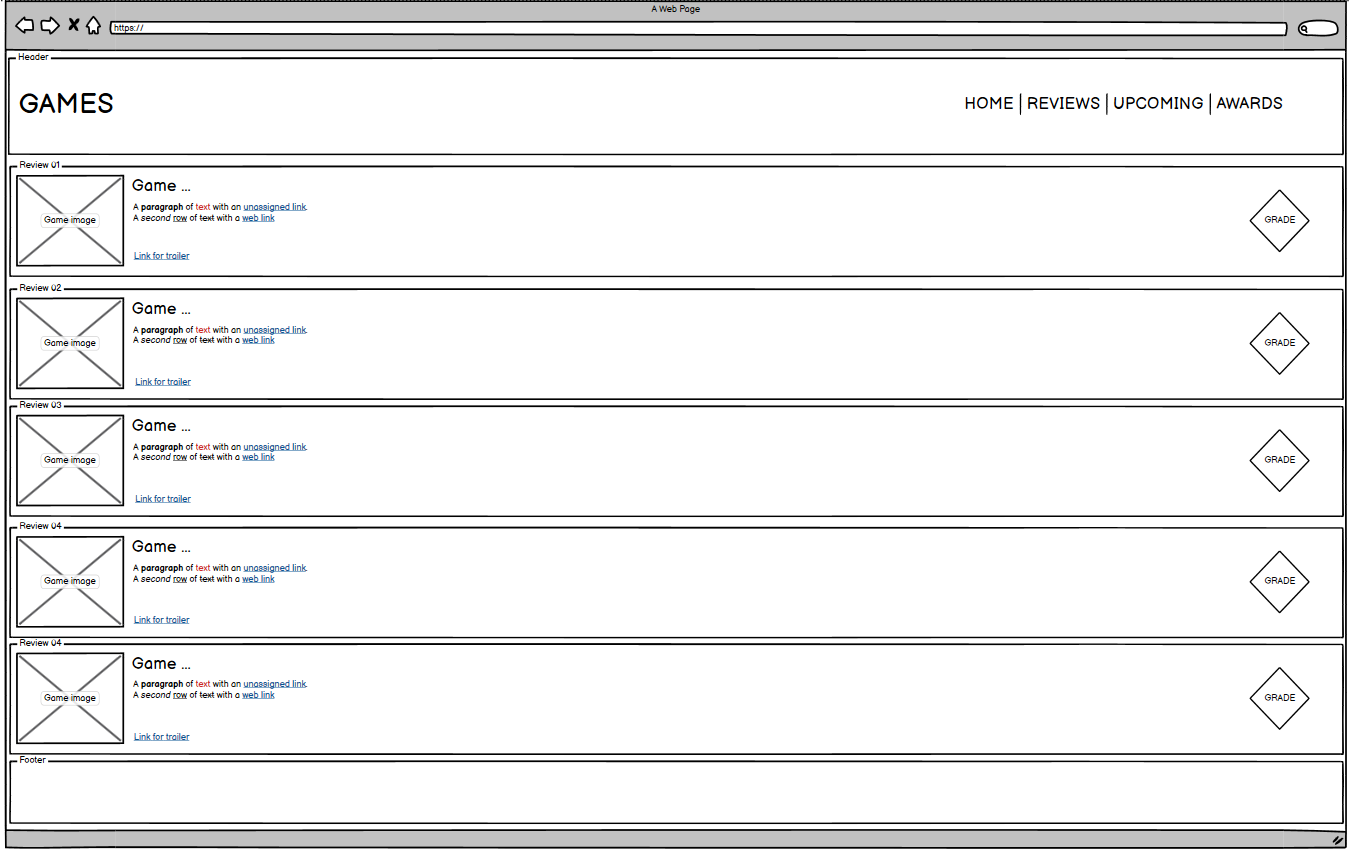 A Web Page
https://
Header
GAMES
HOME | REVIEWS | UPCOMING | AWARDS
Review 01
Game image
Game ...
A paragraph of text with an unassigned link.
A second row of text with a web link
Link for trailer
GRADE
Review 02
Game image
Game ...
A paragraph of text with an unassigned link.
A second row of text with a web link
Link for trailer
GRADE
Review 03
Game image
Game ...
A paragraph of text with an unassigned link.
A second row of text with a web link
Link for trailer
GRADE
Review 04
Game image
Game ...
A paragraph of text with an unassigned link.
A second row of text with a web link
Link for trailer
GRADE
Review 04
Game image
Game ...
A paragraph of text with an unassigned link.
A second row of text with a web link
Link for trailer
GRADE
Footer